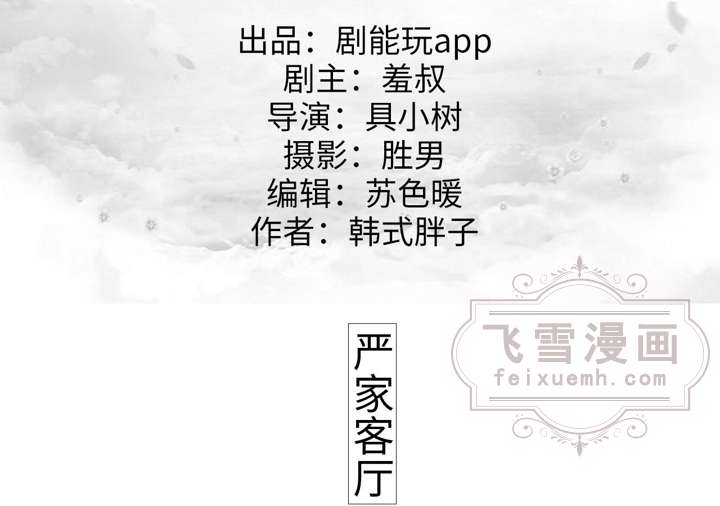 出品：剧能玩app
剧主：羞叔
导演：具小树
摄影：胜男
编辑：苏色暖
作者：韩式胖子
飞雪漫画
feixuemh.com
严家客厅